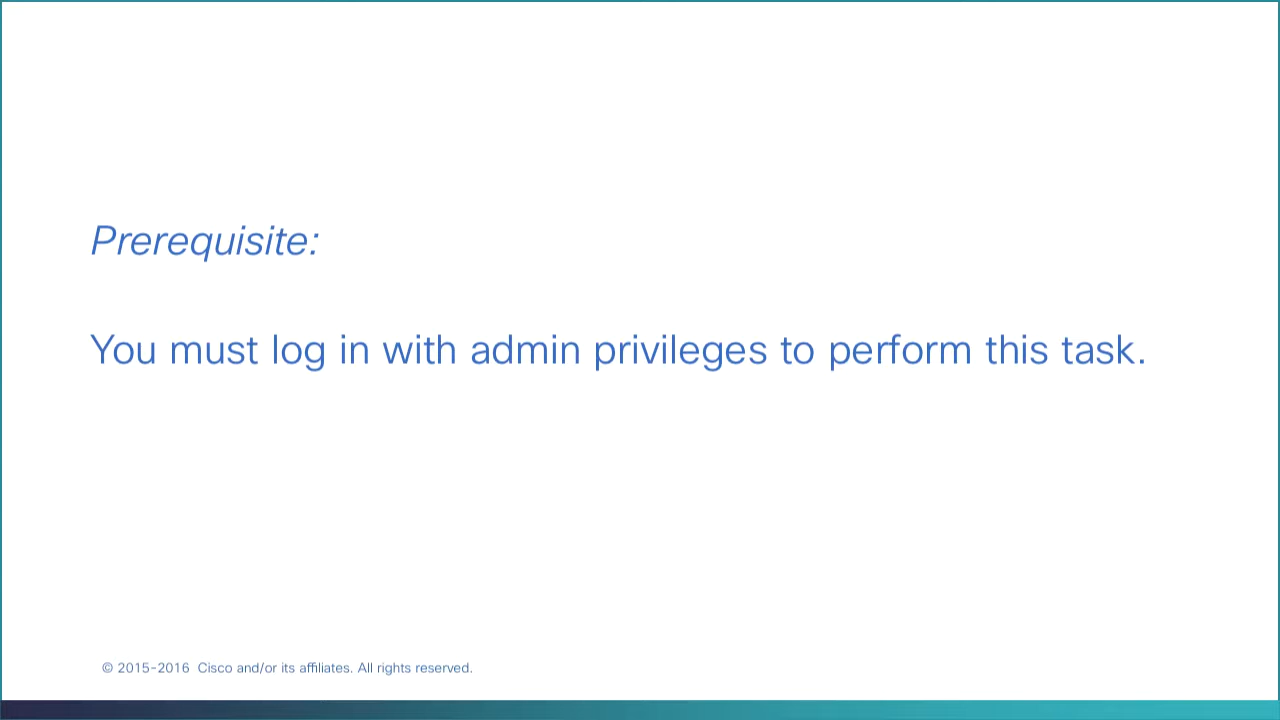 Prerequisite:
You must log in with admin privileges to perform this task.
© 2015-2016 Cisco and/or its affiliates. All rights reserved.